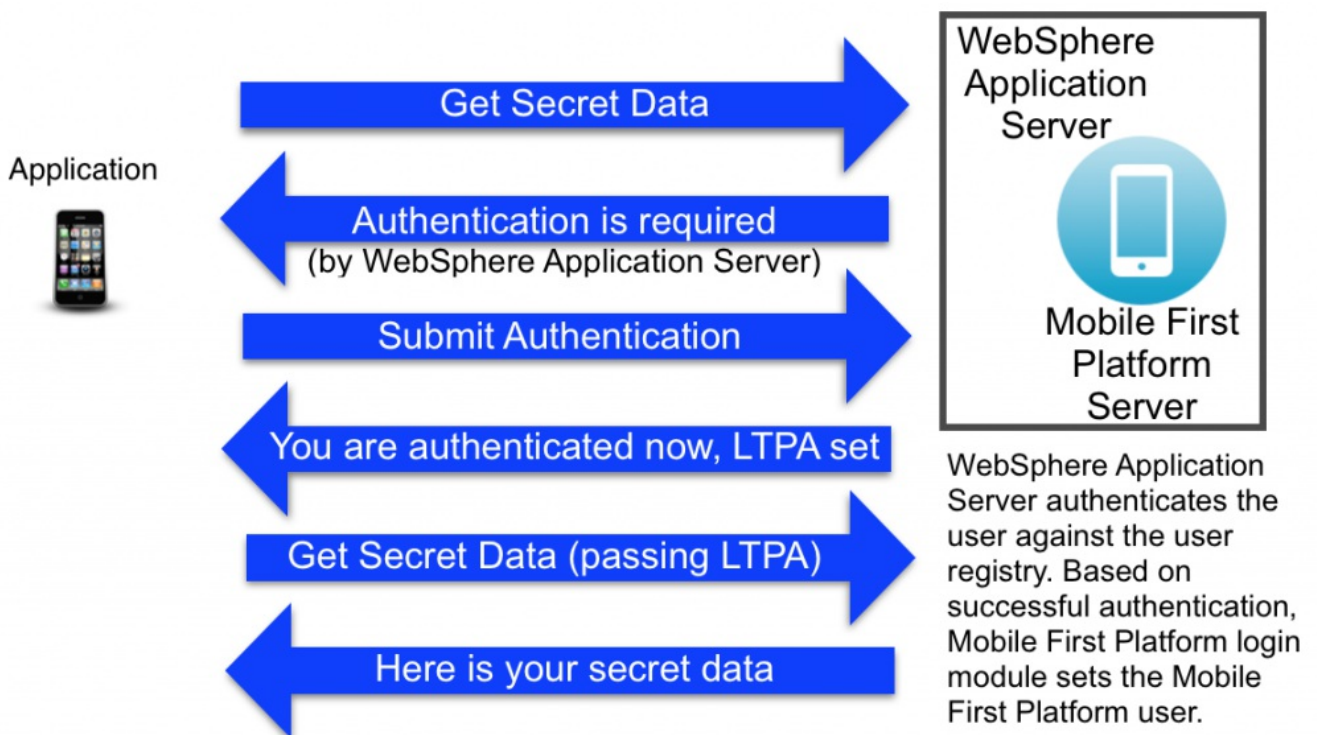 Application
Get Secret Data
Authentication is required
(by WebSphere Application Server)
Submit Authentication
You are authenticated now, LTPA set
Get Secret Data (passing LTPA)
Here is your secret data
WebSphere
Application
Server
Mobile First
Platform
Server
WebSphere Application
Server authenticates the
user against the user
registry. Based on
successful authentication,
Mobile First Platform login
module sets the Mobile
First Platform user.